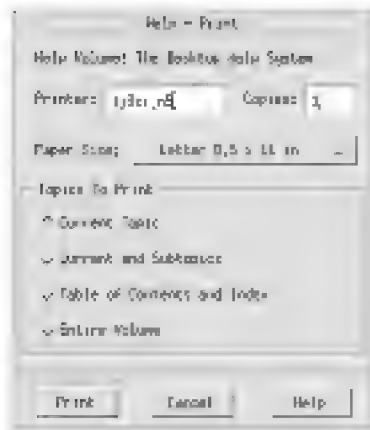 Help - Print
Help Volume: The Desktop Help System
Printer: Copies: 1
Paper Size: Letter 8.5 x 11 in
Topics To Print
Current Topic
Current and Subtopics
Table of Contents and Index
Entire Volume
Print Cancel Help